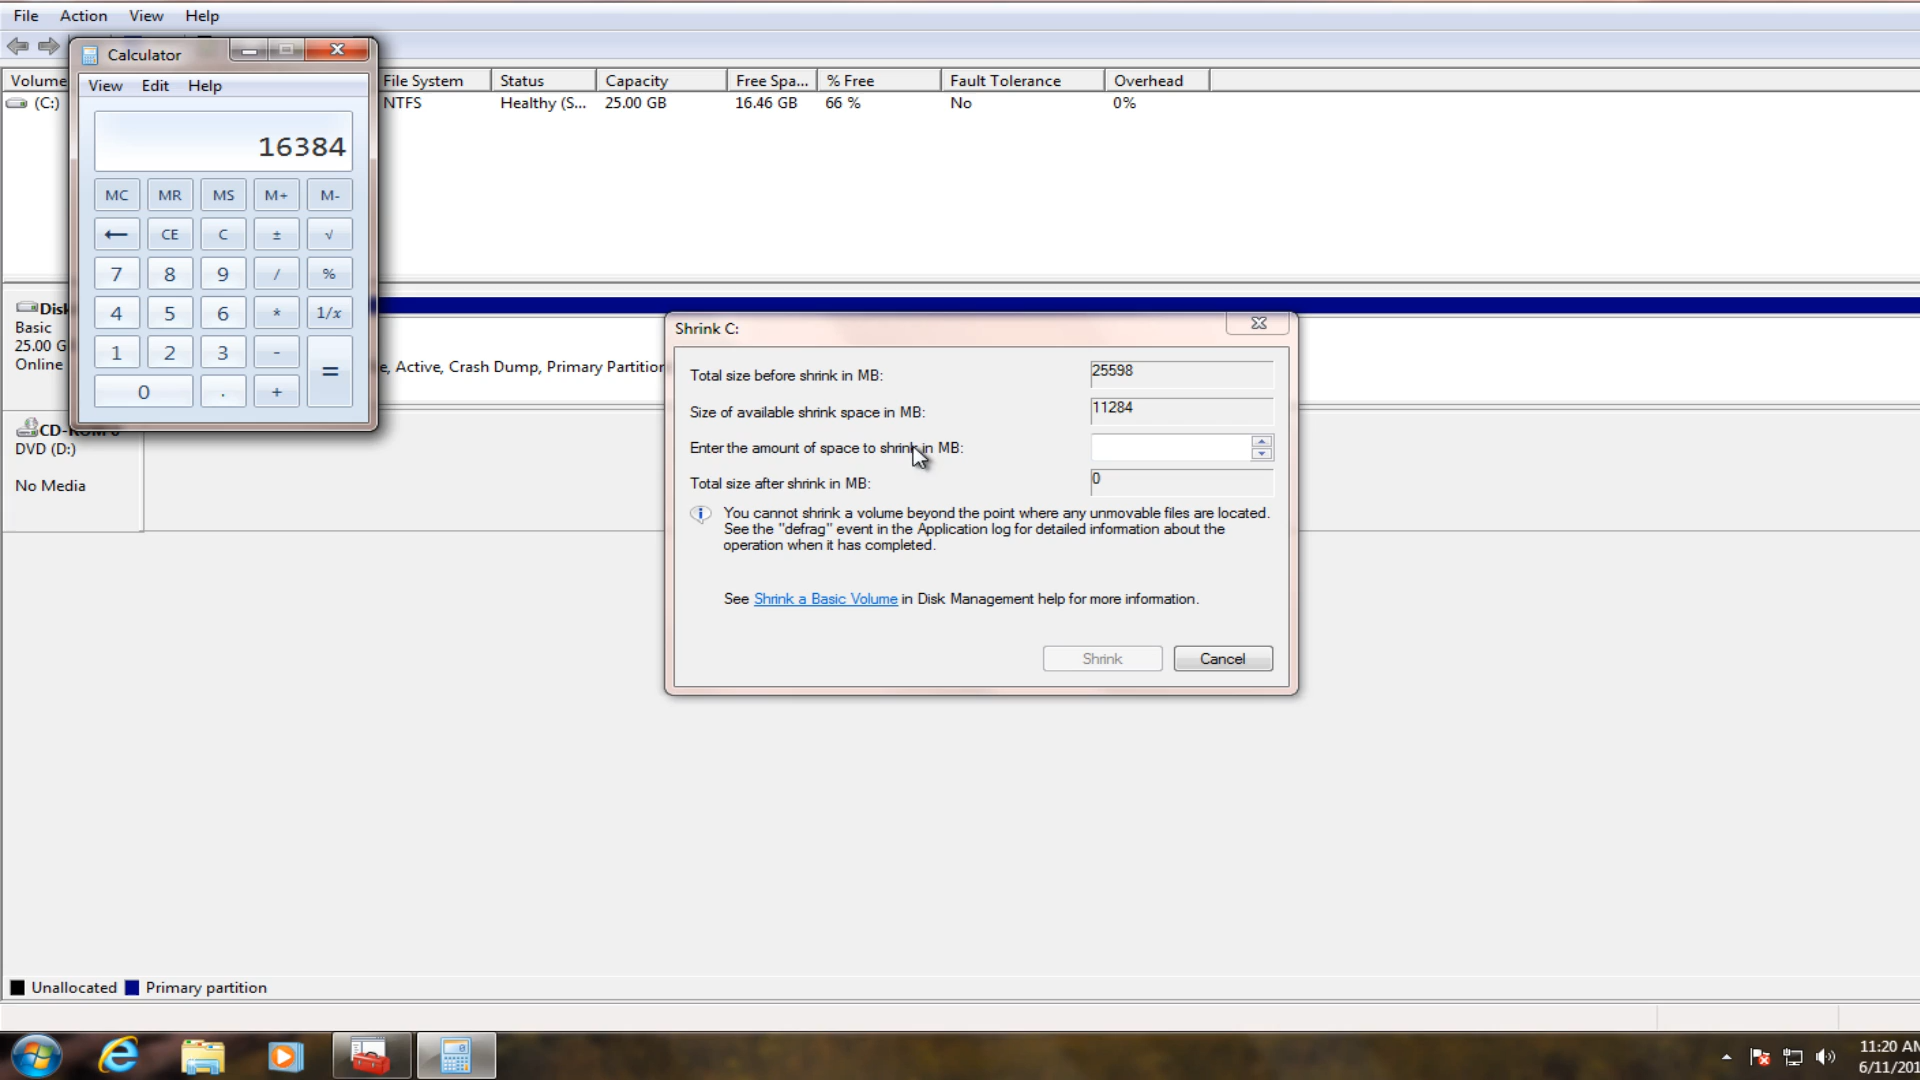 File Action View Help
Calculator
View Edit Help
16384
MC MR MS M+ M-
← CE C ± √
7 8 9 / %
4 5 6 * 1/x
1 2 3 - =
0 . +
Volume File System Status Capacity Free Spa... % Free Fault Tolerance Overhead
(C:) NTFS Healthy (S... 25.00 GB 16.46 GB 66 % No 0%
Disk
Basic
25.00 G
Online
e, Active, Crash Dump, Primary Partition
DVD (D:)
No Media
Shrink C:
Total size before shrink in MB: 25598
Size of available shrink space in MB: 11284
Enter the amount of space to shrink in MB:
Total size after shrink in MB: 0
You cannot shrink a volume beyond the point where any unmovable files are located.
See the "defrag" event in the Application log for detailed information about the
operation when it has completed.
See Shrink a Basic Volume in Disk Management help for more information.
Shrink Cancel
Unallocated Primary partition
11:20 AM
6/11/201